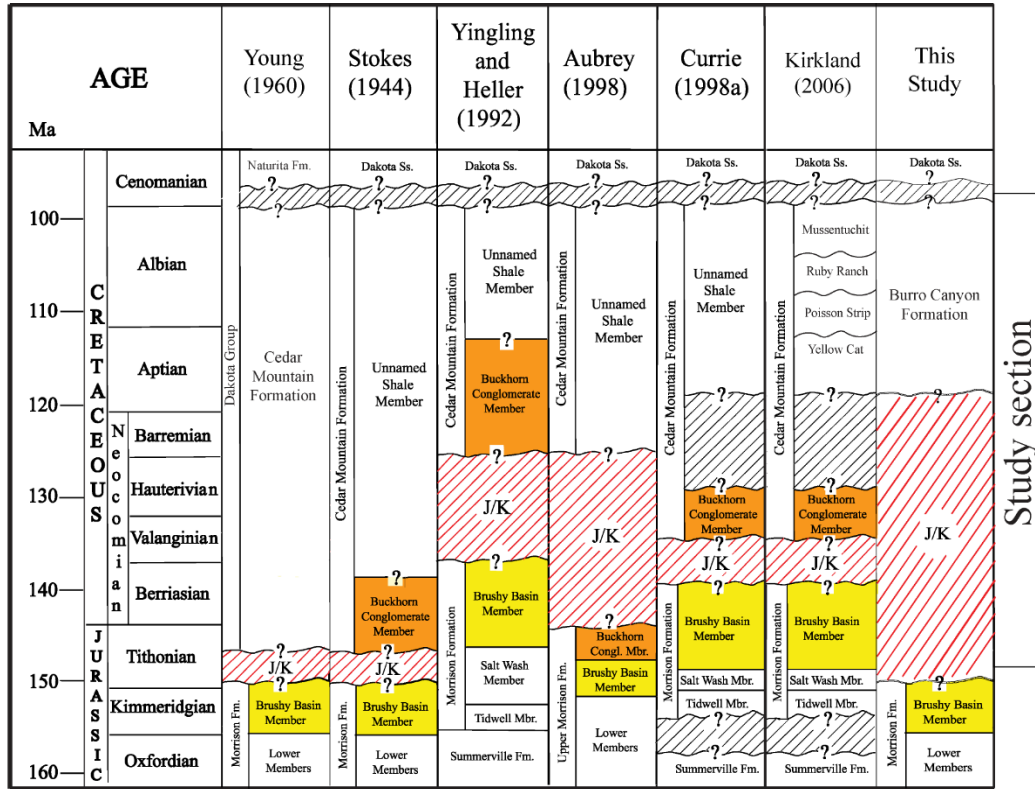 AGE
Ma
Young
(1960)
Stokes
(1944)
Yingling
and
Heller
(1992)
Aubrey
(1998)
Currie
(1998a)
Kirkland
(2006)
This
Study
100
110
120
130
140
150
160
CRETACEOUS
JURASSIC
Neocomian
Cenomanian
Albian
Aptian
Barremian
Hauterivian
Valanginian
Berriasian
Tithonian
Kimmeridgian
Oxfordian
Dakota Group
Naturita Fm.
?
?
Cedar
Mountain
Formation
?
J/K
?
Brushy Basin
Member
Morrison Fm.
Lower
Members
Dakota Ss.
?
?
Cedar Mountain Formation
Unnamed
Shale
Member
?
Buckhorn
Conglomerate
Member
?
J/K
?
Brushy Basin
Member
Morrison Fm.
Lower
Members
Dakota Ss.
?
?
Cedar Mountain Formation
Unnamed
Shale
Member
?
Buckhorn
Conglomerate
Member
?
J/K
?
Brushy Basin
Member
Morrison Formation
Salt Wash
Member
Tidwell Mbr.
Summerville Fm.
Dakota Ss.
?
?
Cedar Mountain Formation
Unnamed
Shale
Member
?
J/K
?
Buckhorn
Congl. Mbr.
Brushy Basin
Member
Upper Morrison Fm.
Lower
Members
Dakota Ss.
?
?
Cedar Mountain Formation
Unnamed
Shale
Member
?
?
Buckhorn
Conglomerate
Member
?
J/K
?
Brushy Basin
Member
Morrison Formation
Salt Wash Mbr.
Tidwell Mbr.
?
?
Summerville Fm.
Dakota Ss.
?
?
Cedar Mountain Formation
Mussentuchit
Ruby Ranch
Poisson Strip
Yellow Cat
?
?
Buckhorn
Conglomerate
Member
?
J/K
?
Brushy Basin
Member
Morrison Formation
Salt Wash Mbr.
Tidwell Mbr.
?
?
Summerville Fm.
Dakota Ss.
?
?
Burro Canyon
Formation
?
J/K
?
Brushy Basin
Member
Morrison Fm.
Lower
Members
Study section